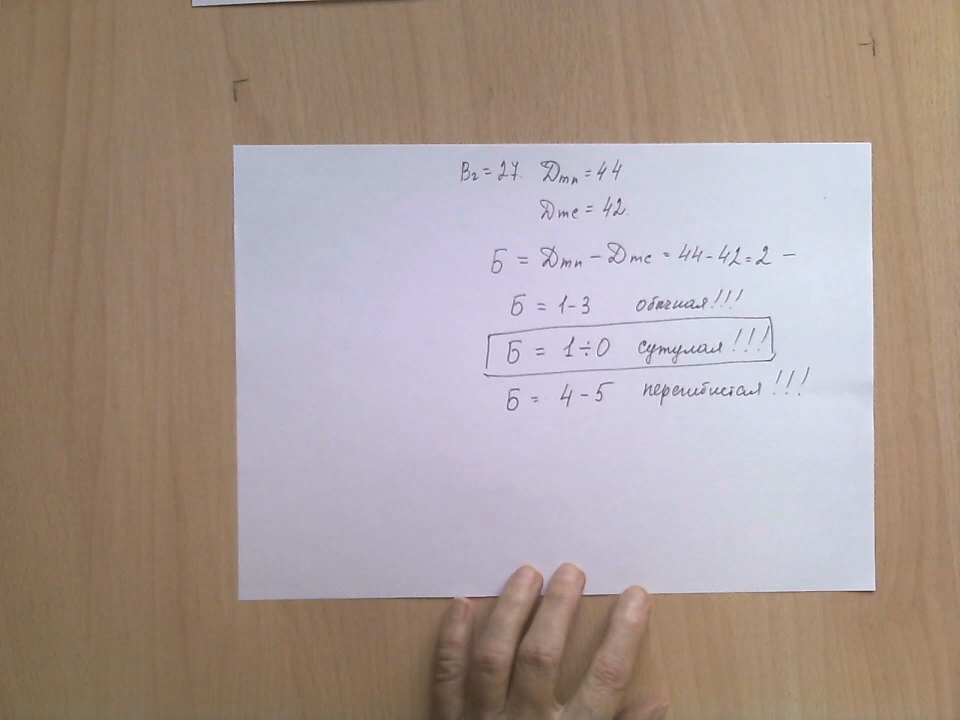 Вг = 27. Дтп = 44
Дтс = 42.
Б = Дтп - Дтс = 44 - 42 = 2 -
Б = 1-3 обычная!!!
Б = 1÷0 сутулая!!!
Б = 4-5 перегибистая!!!